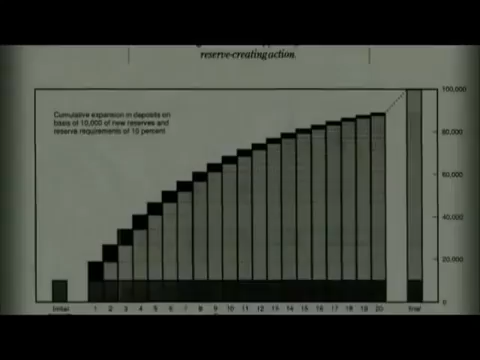 reserve-creating action.
Cumulative expansion in deposits on
basis of 10,000 of new reserves and
reserve requirements of 10 percent
100,000
80,000
60,000
40,000
20,000
0
Initial 1 2 3 4 5 6 7 8 9 10 11 12 13 14 15 16 17 18 19 20 final